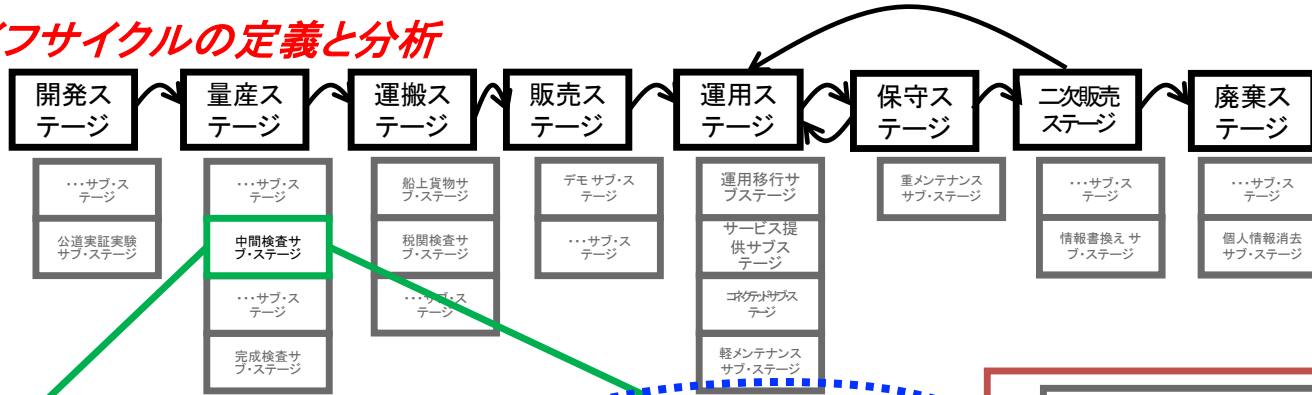 フサイクルの定義と分析
開発ス
テージ
量産ス
テージ
運搬ス
テージ
販売ス
テージ
運用ス
テージ
保守ス
テージ
二次販売
ステージ
廃棄ス
テージ
・・・サブ・ス
テージ
公道実証実験
サブ・ステージ
・・・サブ・ス
テージ
中間検査サ
ブ・ステージ
・・・サブ・ス
テージ
完成検査サ
ブ・ステージ
船上貨物サ
ブ・ステージ
税関検査サ
ブ・ステージ
・・・サブ・ス
テージ
デモ サブ・ス
テージ
・・・サブ・ス
テージ
運用移行サ
ブステージ
サービス提
供サブス
テージ
コネクテッドサブス
テージ
軽メンテナンス
サブ・ステージ
重メンテナンス
サブ・ステージ
・・・サブ・ス
テージ
情報書換え サ
ブ・ステージ
・・・サブ・ス
テージ
個人情報消去
サブ・ステージ